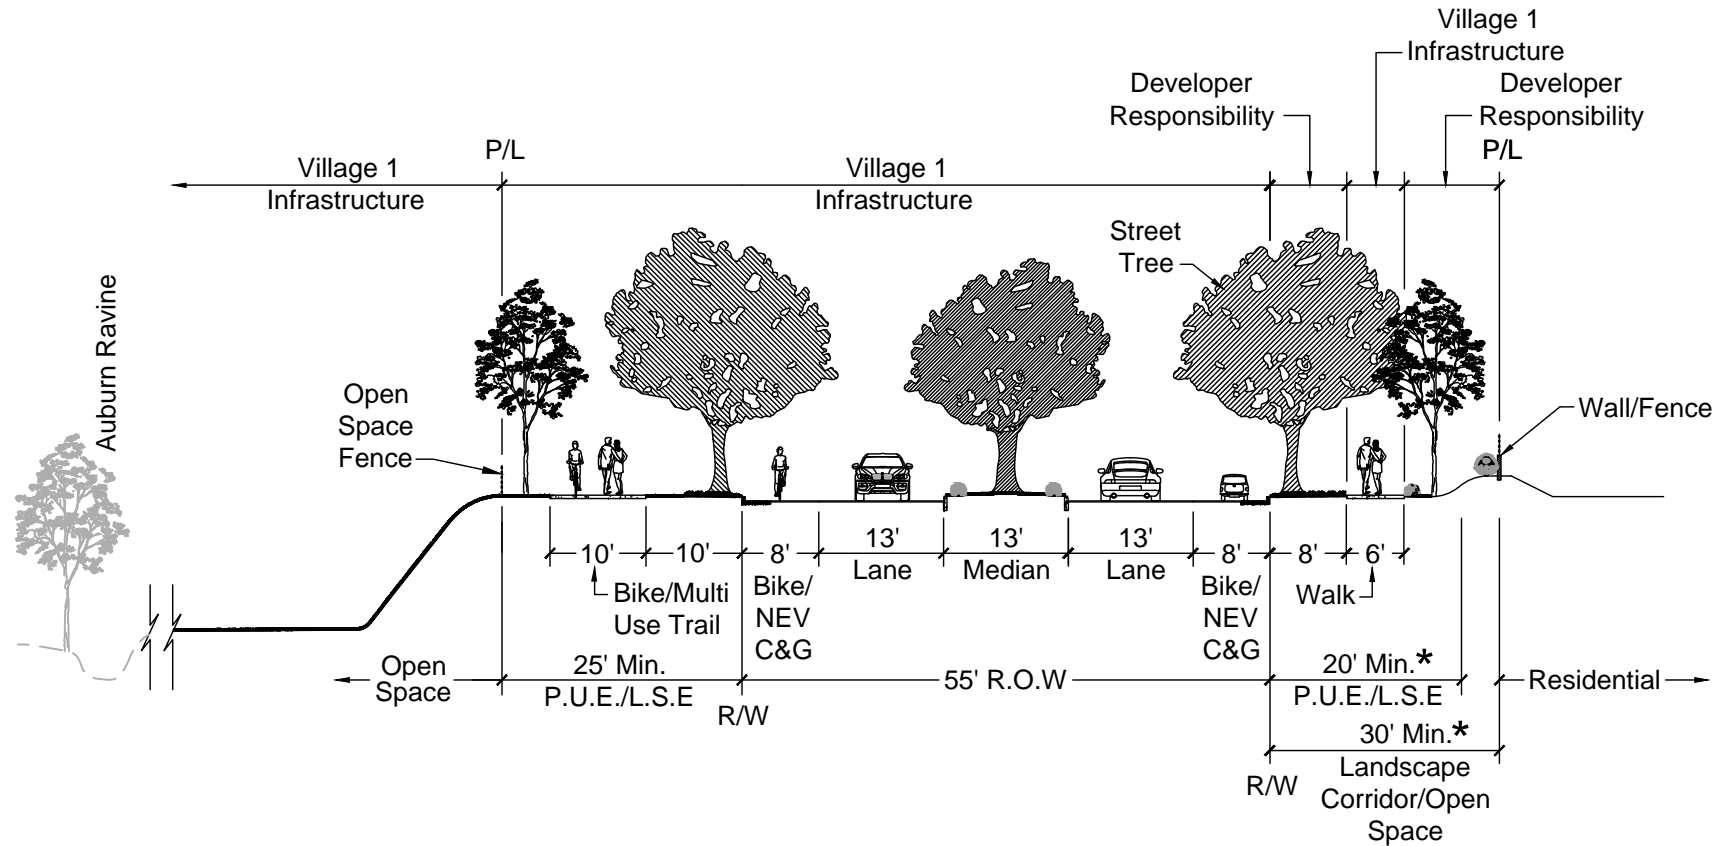 Village 1
Infrastructure
Developer
Responsibility
Developer
Responsibility
P/L
P/L
Village 1
Infrastructure
Village 1
Infrastructure
Street
Tree
Auburn Ravine
Open
Space
Fence
Wall/Fence
10'
10'
8'
13'
13'
13'
8'
8'
6'
Lane
Median
Lane
Bike/Multi
Use Trail
Bike/
NEV
C&G
Bike/
NEV
C&G
Walk
Open
Space
25' Min.
P.U.E./L.S.E
55' R.O.W
20' Min.*
P.U.E./L.S.E
Residential
R/W
30' Min.*
R/W
Landscape
Corridor/Open
Space